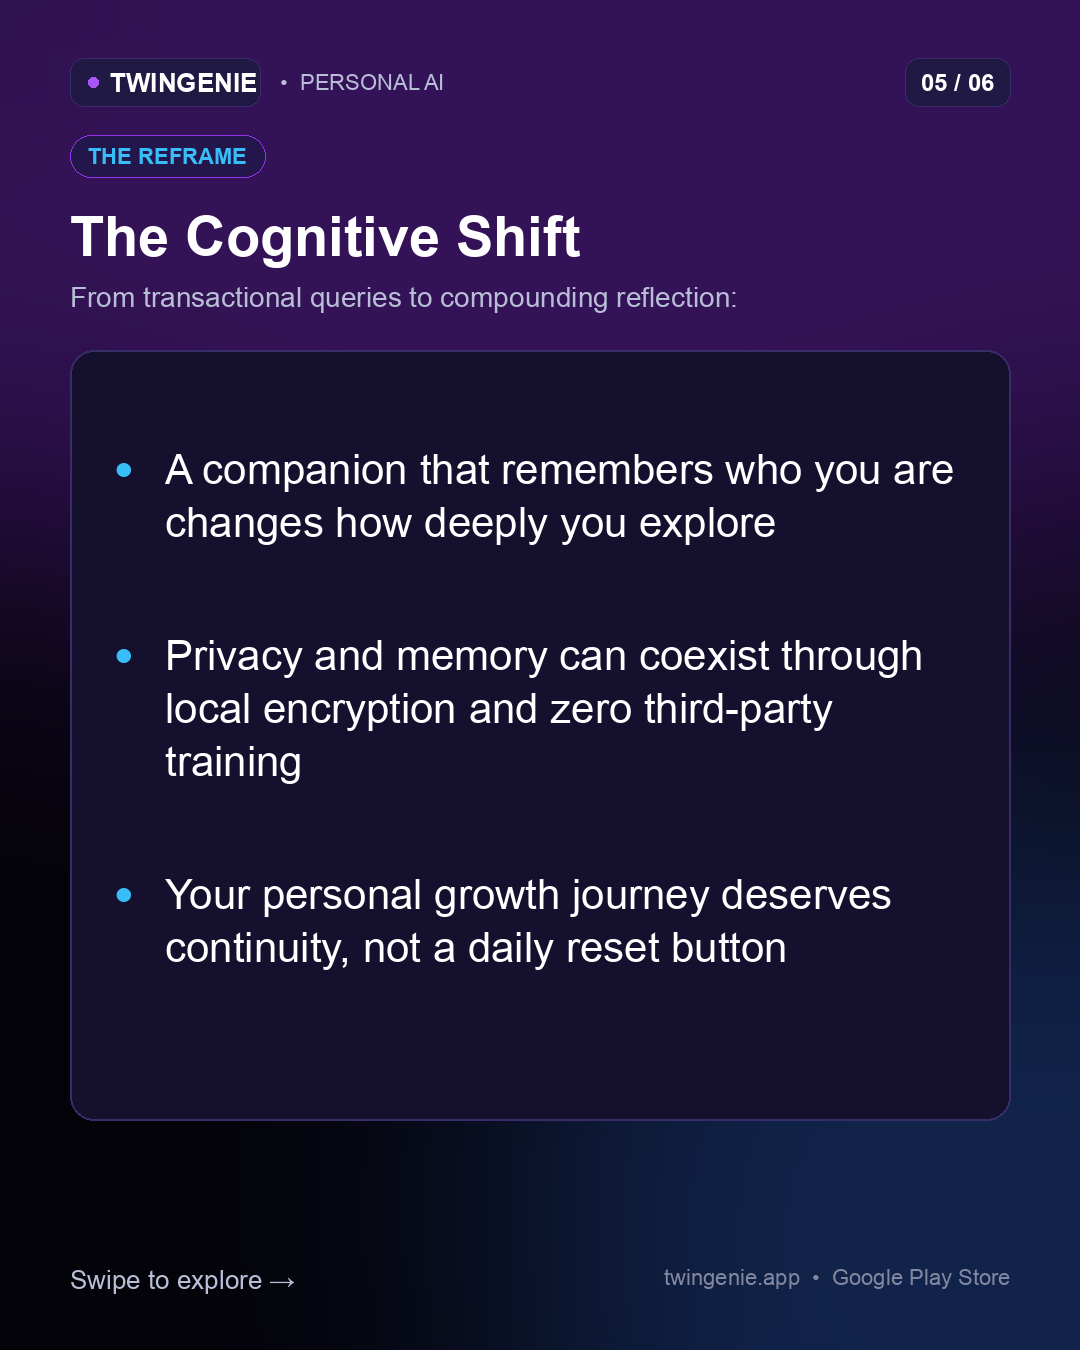 TWINGENIE • PERSONAL AI
05 / 06
THE REFRAME
The Cognitive Shift
From transactional queries to compounding reflection:
• A companion that remembers who you are
changes how deeply you explore
• Privacy and memory can coexist through
local encryption and zero third-party
training
• Your personal growth journey deserves
continuity, not a daily reset button
Swipe to explore →
twingenie.app • Google Play Store